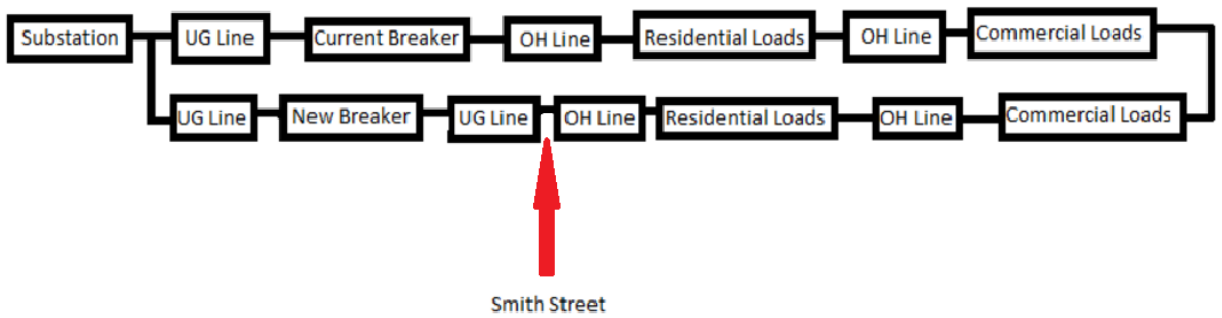 Substation UG Line Current Breaker OH Line Residential Loads OH Line Commercial Loads
UG Line New Breaker UG Line OH Line Residential Loads OH Line Commercial Loads
Smith Street